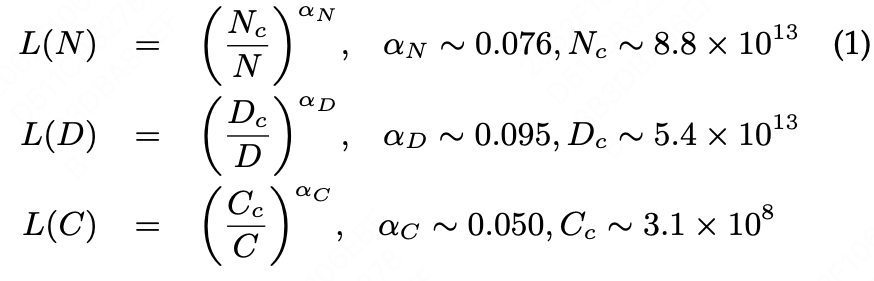 L(N) = (N_c / N)^{α_N}, α_N ∼ 0.076, N_c ∼ 8.8 × 10^{13} (1)
L(D) = (D_c / D)^{α_D}, α_D ∼ 0.095, D_c ∼ 5.4 × 10^{13}
L(C) = (C_c / C)^{α_C}, α_C ∼ 0.050, C_c ∼ 3.1 × 10^{8}